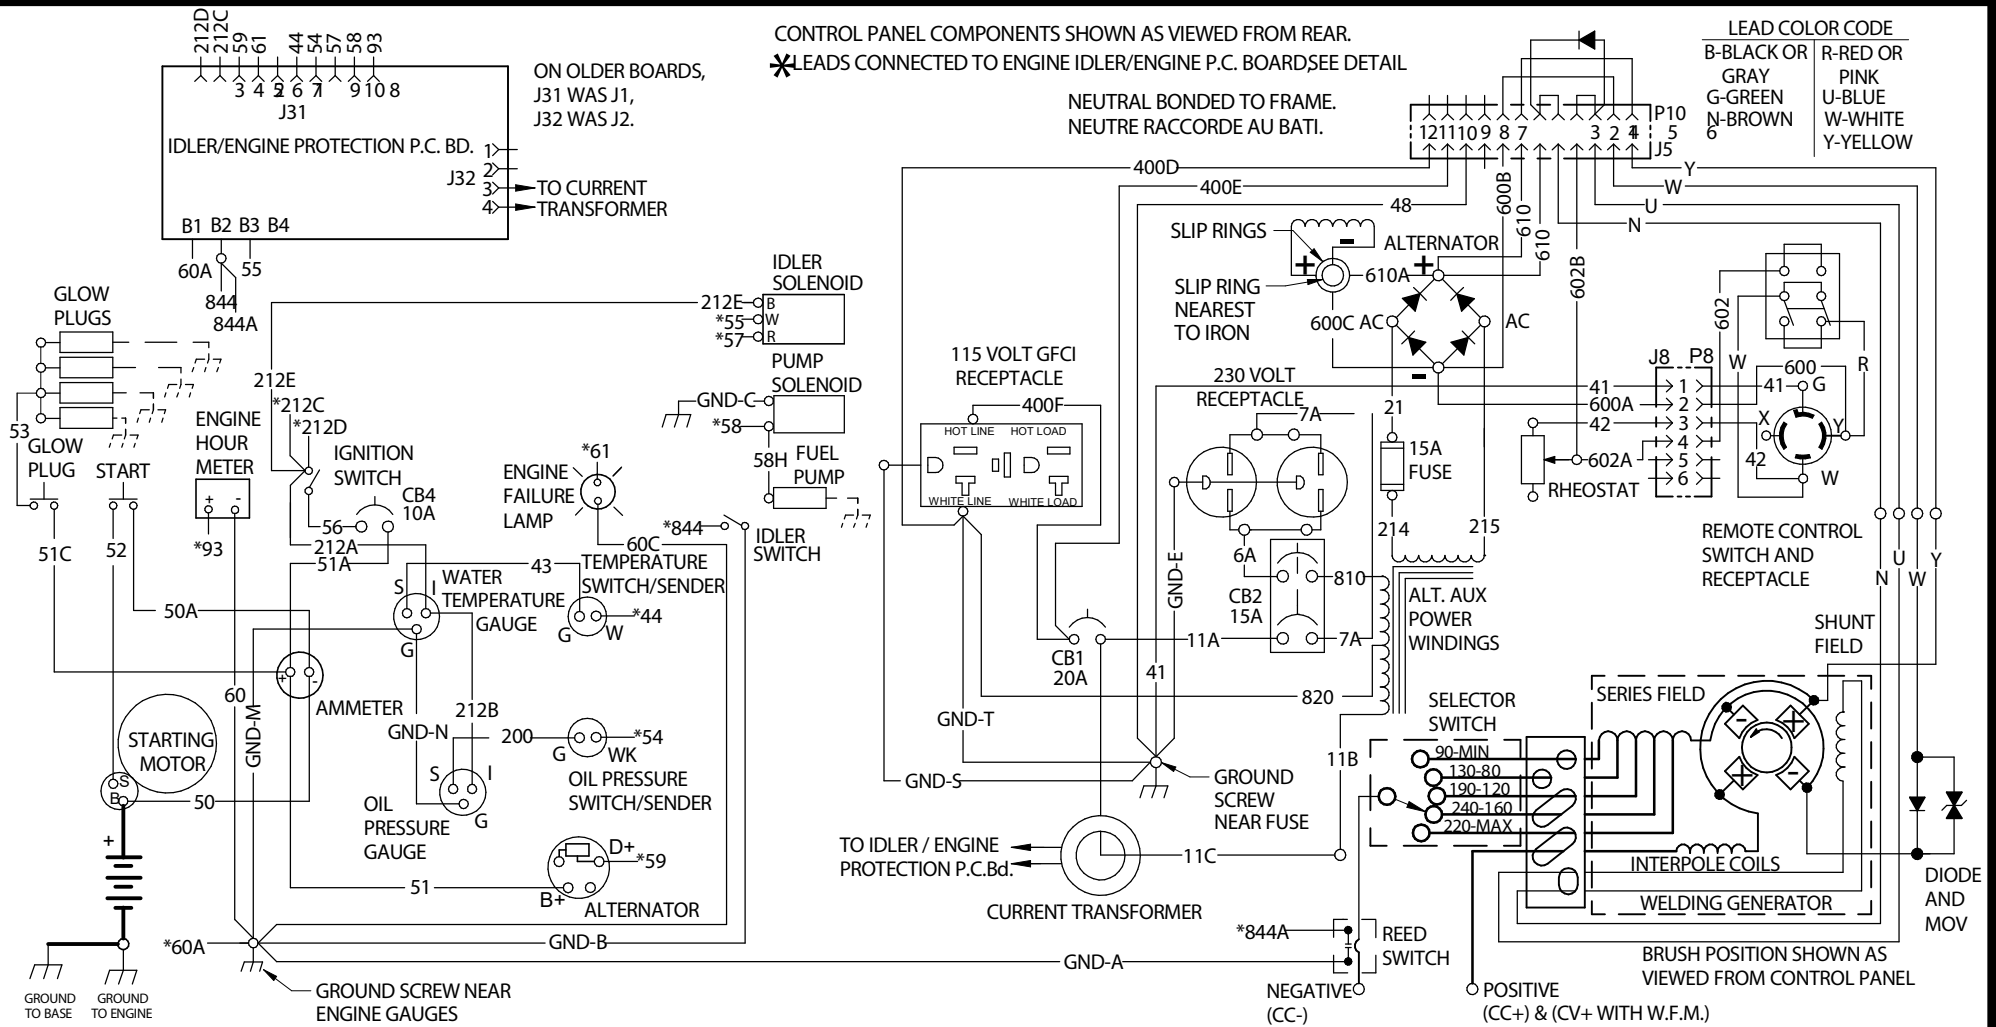 212D
212C
59
61
44
54
57
58
93
3 4 2 5 6 7 1 9 10 8
J31
IDLER/ENGINE PROTECTION P.C. BD.
1
2
J32 3
4
TO CURRENT
TRANSFORMER
B1 B2 B3 B4
60A
55
844
844A
ON OLDER BOARDS,
J31 WAS J1,
J32 WAS J2.
CONTROL PANEL COMPONENTS SHOWN AS VIEWED FROM REAR.
*LEADS CONNECTED TO ENGINE IDLER/ENGINE P.C. BOARD,SEE DETAIL
NEUTRAL BONDED TO FRAME.
NEUTRE RACCORDE AU BATI.
LEAD COLOR CODE
B-BLACK OR R-RED OR
GRAY PINK
G-GREEN U-BLUE
N-BROWN W-WHITE
Y-YELLOW
P10
12 11 10 9 8 7 3 2 1 4 5 6
J5
400D
400E
48
600B
610
610
602B
Y
W
U
N
GLOW
PLUGS
53
GLOW
PLUG
START
51C
52
ENGINE
HOUR
METER
+ -
*93
212E
*212C
*212D
IGNITION
SWITCH
CB4
10A
56
212A
51A
212E
*55
*57
B
W
R
IDLER
SOLENOID
PUMP
SOLENOID
GND-C
*58
58H
FUEL
PUMP
*61
ENGINE
FAILURE
LAMP
60C
*844
IDLER
SWITCH
S I
G
WATER
TEMPERATURE
GAUGE
43
TEMPERATURE
SWITCH/SENDER
G W
*44
50A
+ -
AMMETER
60
GND-M
GND-N
212B
200
G WK
*54
OIL PRESSURE
SWITCH/SENDER
S I
G
OIL
PRESSURE
GAUGE
STARTING
MOTOR
S
B
50
+
51
D+
*59
B+
ALTERNATOR
*60A
GND-B
GND-A
GROUND SCREW NEAR
ENGINE GAUGES
GROUND
TO BASE
GROUND
TO ENGINE
SLIP RINGS
SLIP RING
NEAREST
TO IRON
-
+
610A
600C
ALTERNATOR
+
AC
AC
-
115 VOLT GFCI
RECEPTACLE
400F
HOT LINE HOT LOAD
WHITE LINE WHITE LOAD
230 VOLT
RECEPTACLE
7A
21
15A
FUSE
214
215
6A
CB2
15A
810
7A
GND-E
ALT. AUX
POWER
WINDINGS
CB1
20A
11A
41
820
GND-T
GND-S
11B
11C
GROUND
SCREW
NEAR FUSE
TO IDLER / ENGINE
PROTECTION P.C.Bd.
CURRENT TRANSFORMER
*844A
REED
SWITCH
NEGATIVE
(CC-)
POSITIVE
(CC+) & (CV+ WITH W.F.M.)
J8 P8
41
600A
42
602A
1
2
3
4
5
6
RHEOSTAT
602
W
600
41
42
R
G
X
Y
W
REMOTE CONTROL
SWITCH AND
RECEPTACLE
N
U
W
Y
SHUNT
FIELD
SELECTOR
SWITCH
90-MIN
130-80
190-120
240-160
220-MAX
SERIES FIELD
- +
+ -
INTERPOLE COILS
WELDING GENERATOR
BRUSH POSITION SHOWN AS
VIEWED FROM CONTROL PANEL
DIODE
AND
MOV